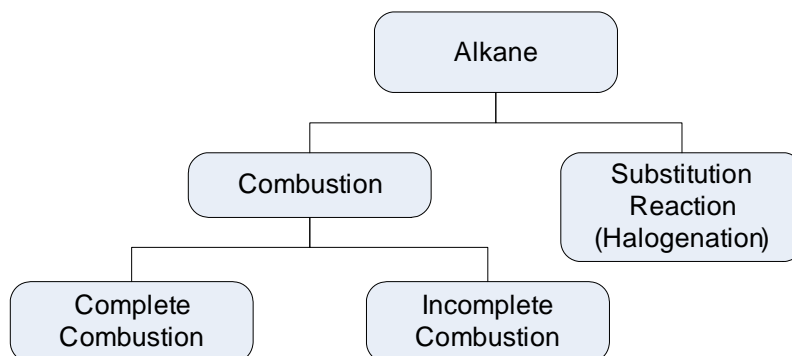 Alkane
Combustion
Substitution
Reaction
(Halogenation)
Complete
Combustion
Incomplete
Combustion